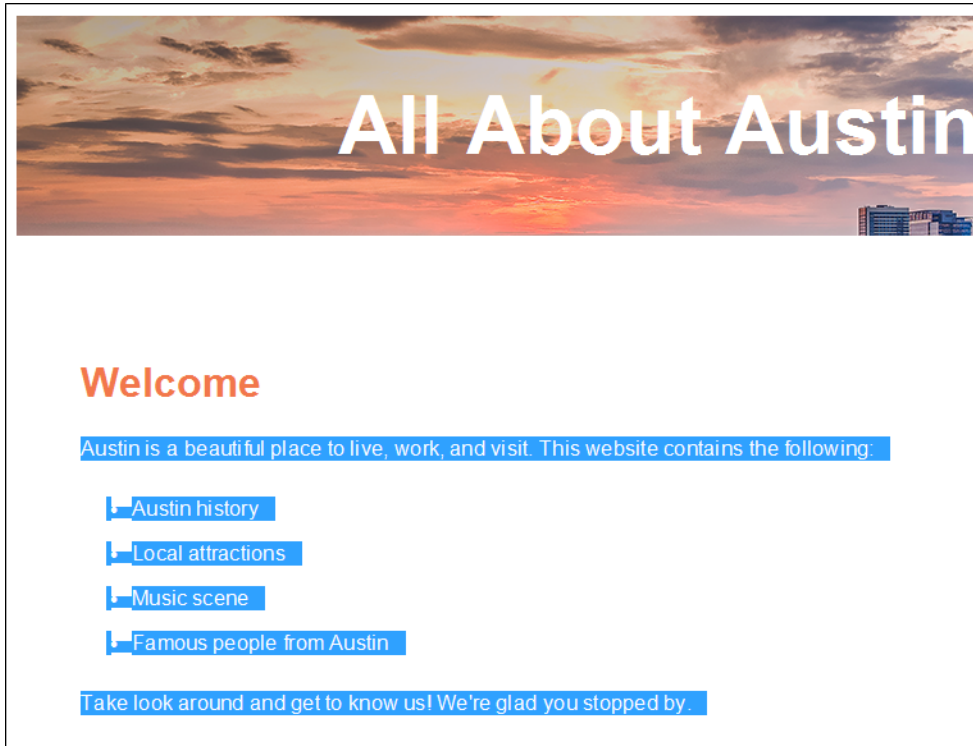 All About Austin
Welcome
Austin is a beautiful place to live, work, and visit. This website contains the following:
Austin history
Local attractions
Music scene
Famous people from Austin
Take look around and get to know us! We're glad you stopped by.